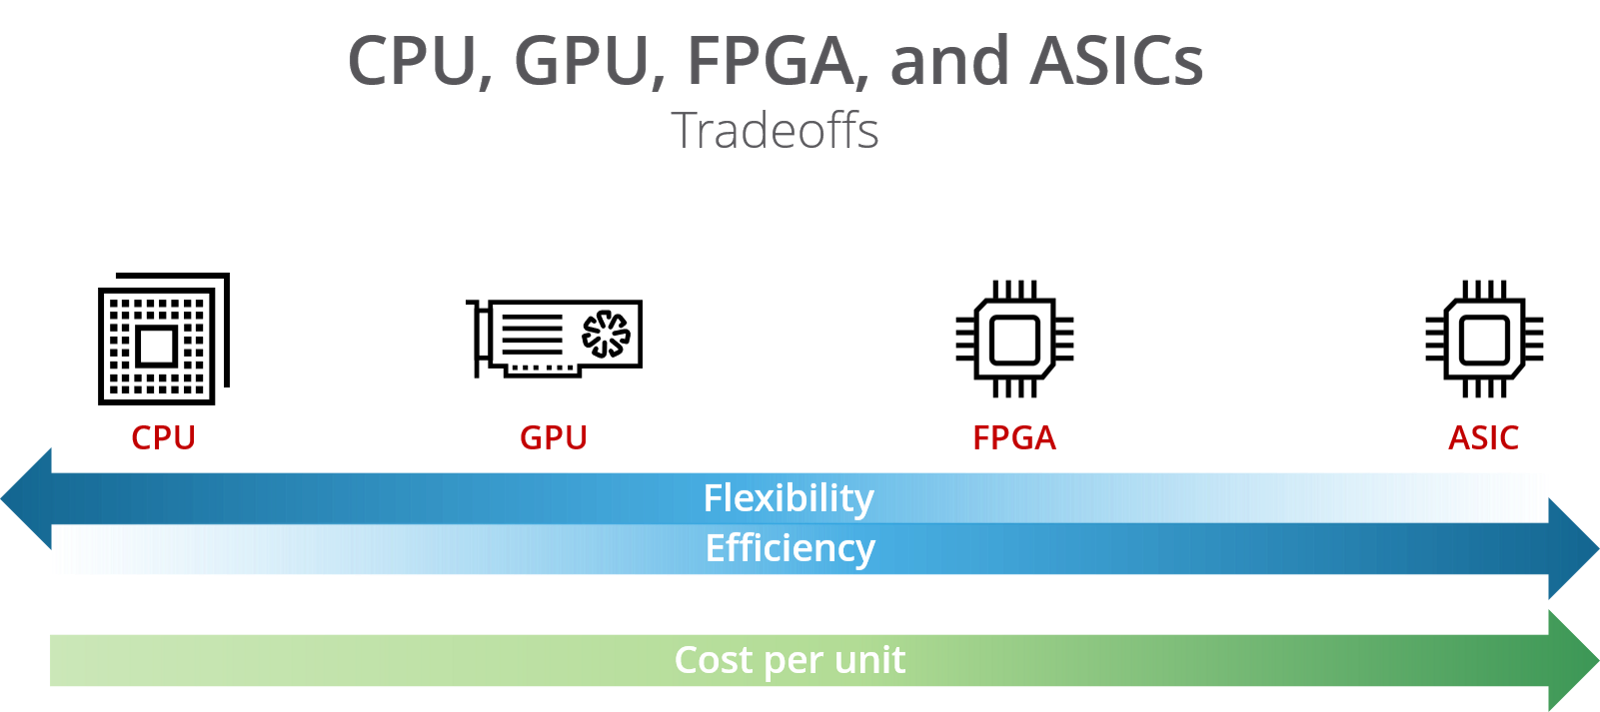 CPU, GPU, FPGA, and ASICs
Tradeoffs
CPU
GPU
FPGA
ASIC
Flexibility
Efficiency
Cost per unit